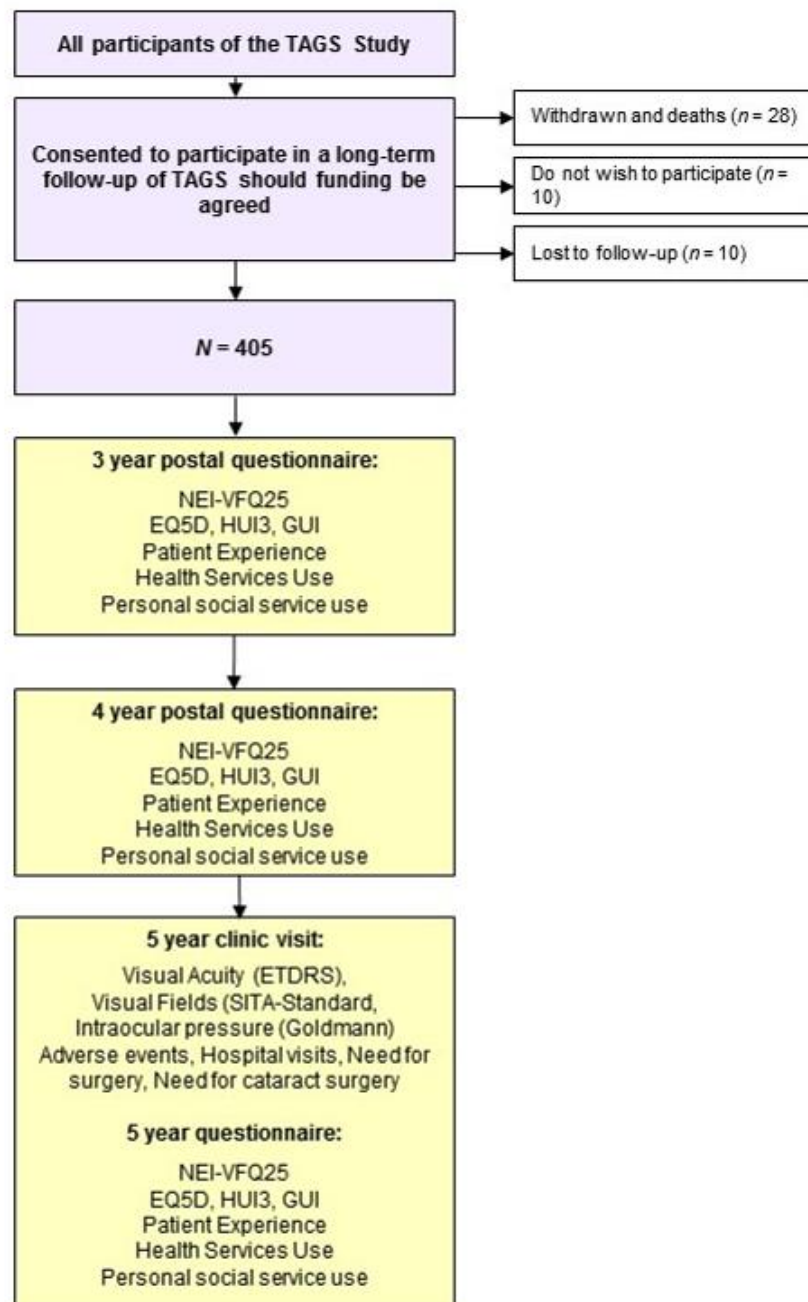 All participants of the TAGS Study
Consented to participate in a long-term
follow-up of TAGS should funding be
agreed
Withdrawn and deaths (n = 28)
Do not wish to participate (n =
10)
Lost to follow-up (n = 10)
N = 405
3 year postal questionnaire:
NEI-VFQ25
EQ5D, HUI3, GUI
Patient Experience
Health Services Use
Personal social service use
4 year postal questionnaire:
NEI-VFQ25
EQ5D, HUI3, GUI
Patient Experience
Health Services Use
Personal social service use
5 year clinic visit:
Visual Acuity (ETDRS),
Visual Fields (SITA-Standard,
Intraocular pressure (Goldmann)
Adverse events, Hospital visits, Need for
surgery, Need for cataract surgery
5 year questionnaire:
NEI-VFQ25
EQ5D, HUI3, GUI
Patient Experience
Health Services Use
Personal social service use